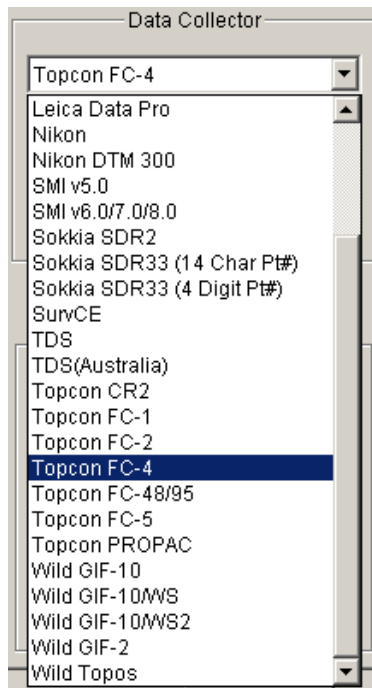 Data Collector
Topcon FC-4
Leica Data Pro
Nikon
Nikon DTM 300
SMI v5.0
SMI v6.0/7.0/8.0
Sokkia SDR2
Sokkia SDR33 (14 Char Pt#)
Sokkia SDR33 (4 Digit Pt#)
SurvCE
TDS
TDS(Australia)
Topcon CR2
Topcon FC-1
Topcon FC-2
Topcon FC-4
Topcon FC-48/95
Topcon FC-5
Topcon PROPAC
Wild GIF-10
Wild GIF-10/WS
Wild GIF-10/WS2
Wild GIF-2
Wild Topos